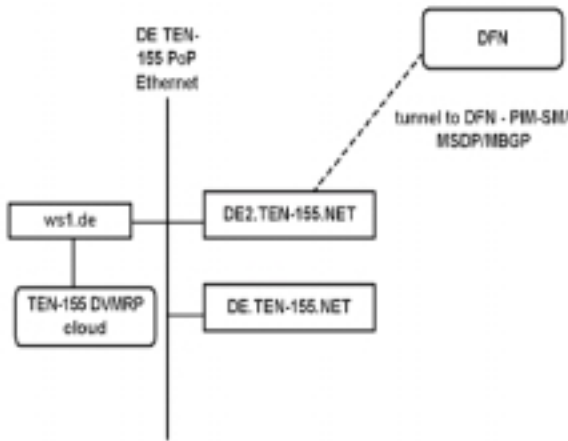 DE TEN-
155 PoP
Ethernet
DFN
tunnel to DFN - PIM-SIM/
MSDP/MBGP
ws1.de
DE2.TEN-155.NET
TEN-155 DVMRP
cloud
DE.TEN-155.NET